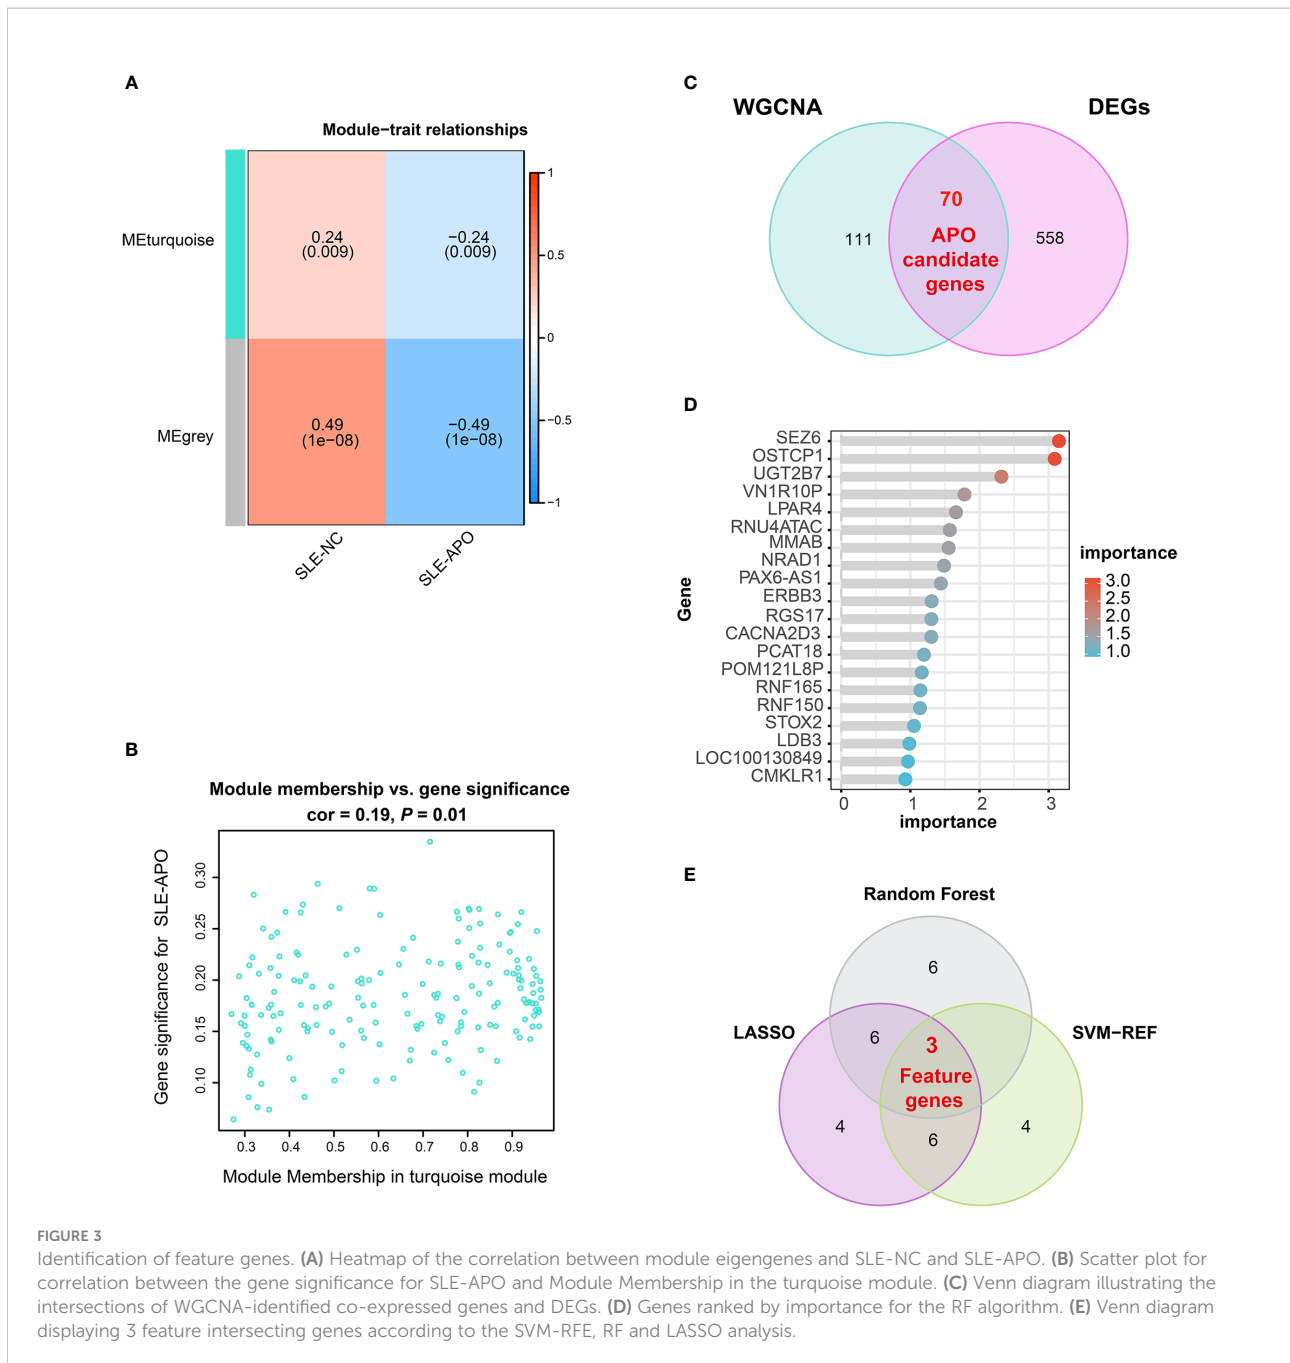 A
Module−trait relationships
MEturquoise
0.24
(0.009)
−0.24
(0.009)
MEgrey
0.49
(1e−08)
−0.49
(1e−08)
1
0.5
0
−0.5
−1
SLE-NC
SLE-APO
B
Module membership vs. gene significance
cor = 0.19, P = 0.01
Gene significance for SLE-APO
0.30
0.25
0.20
0.15
0.10
0.3 0.4 0.5 0.6 0.7 0.8 0.9
Module Membership in turquoise module
C
WGCNA
DEGs
111
70
APO
candidate
genes
558
D
Gene
SEZ6
OSTCP1
UGT2B7
VN1R10P
LPAR4
RNU4ATAC
MMAB
NRAD1
PAX6-AS1
ERBB3
RGS17
CACNA2D3
PCAT18
POM121L8P
RNF165
RNF150
STOX2
LDB3
LOC100130849
CMKLR1
0 1 2 3
importance
importance
3.0
2.5
2.0
1.5
1.0
E
Random Forest
6
LASSO
6
3
SVM−REF
Feature
genes
4
6
4
FIGURE 3
Identification of feature genes. (A) Heatmap of the correlation between module eigengenes and SLE-NC and SLE-APO. (B) Scatter plot for
correlation between the gene significance for SLE-APO and Module Membership in the turquoise module. (C) Venn diagram illustrating the
intersections of WGCNA-identified co-expressed genes and DEGs. (D) Genes ranked by importance for the RF algorithm. (E) Venn diagram
displaying 3 feature intersecting genes according to the SVM-RFE, RF and LASSO analysis.